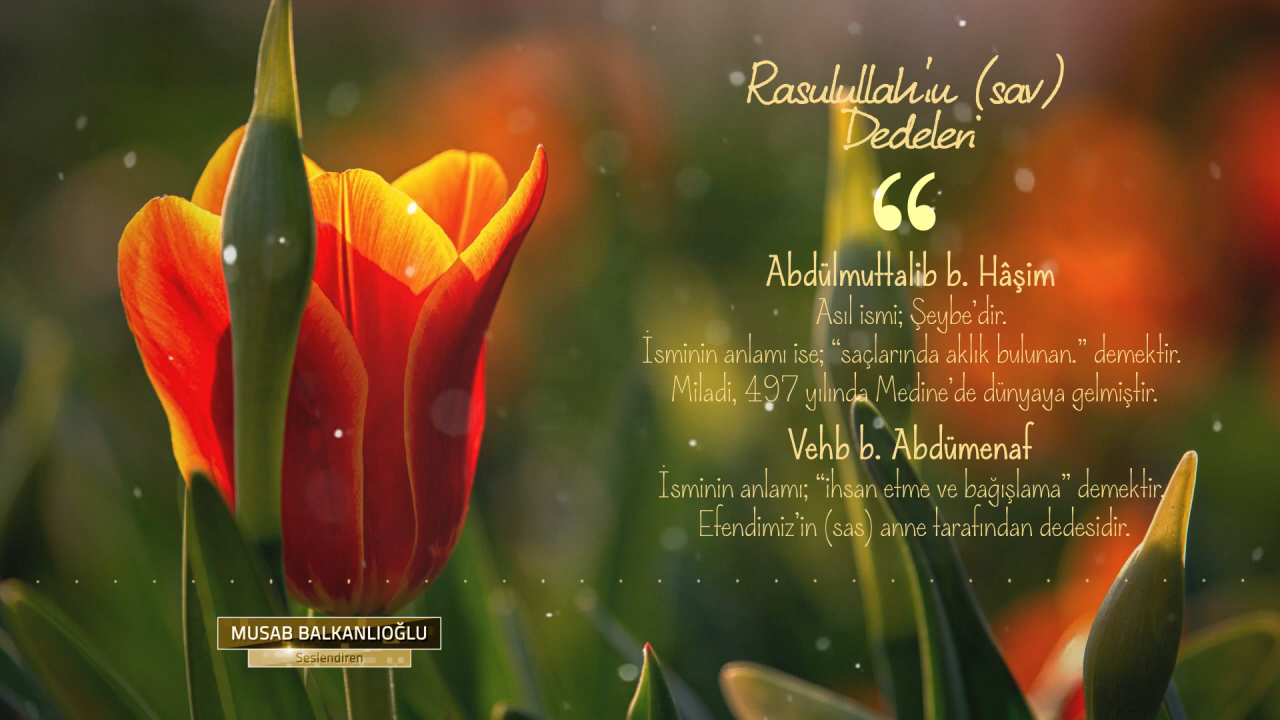 Rasulullah'ın (sav)
Dedeleri
“
Abdülmuttalib b. Hâşim
Asıl ismi; Şeybe'dir.
İsminin anlamı ise; “saçlarında aklık bulunan.” demektir.
Miladi, 497 yılında Medine'de dünyaya gelmiştir.
Vehb b. Abdümenaf
İsminin anlamı; “ihsan etme ve bağışlama” demektir.
Efendimiz'in (sas) anne tarafından dedesidir.
MUSAB BALKANLIOĞLU
Seslendiren